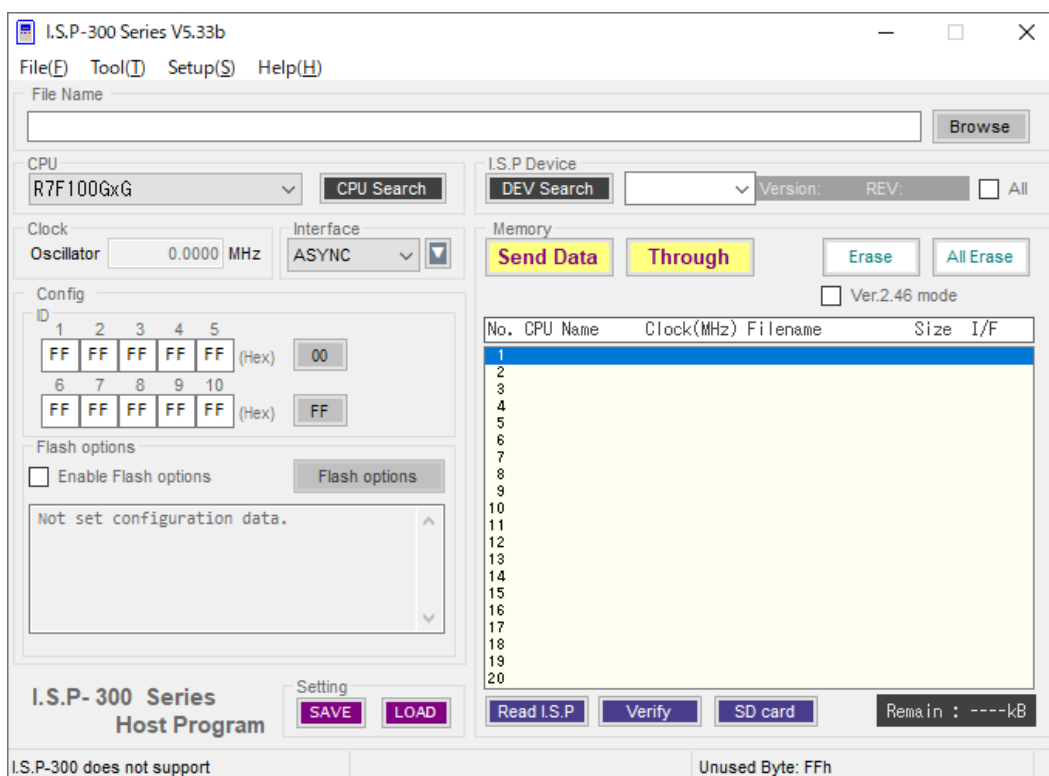 I.S.P-300 Series V5.33b
File(F) Tool(T) Setup(S) Help(H)
File Name
Browse
CPU
R7F100GxG
CPU Search
I.S.P Device
DEV Search
Version: REV:
All
Clock
Oscillator 0.0000 MHz
Interface
ASYNC
Memory
Send Data
Through
Erase
All Erase
Ver.2.46 mode
Config
ID
1 2 3 4 5
FF FF FF FF FF (Hex) 00
6 7 8 9 10
FF FF FF FF FF (Hex) FF
Flash options
Enable Flash options
Flash options
Not set configuration data.
No. CPU Name Clock(MHz) Filename Size I/F
1
2
3
4
5
6
7
8
9
10
11
12
13
14
15
16
17
18
19
20
I.S.P- 300 Series
Host Program
Setting
SAVE
LOAD
Read I.S.P
Verify
SD card
Remain : ----kB
I.S.P-300 does not support
Unused Byte: FFh